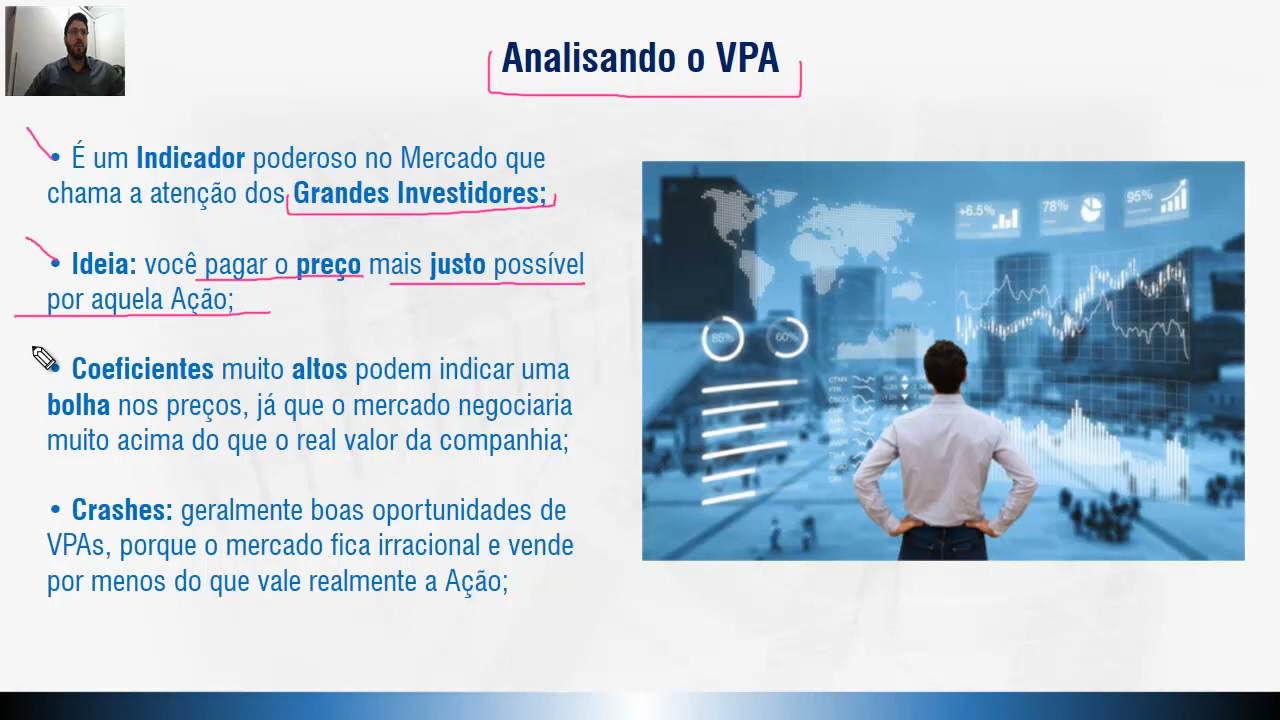 Analisando o VPA
• É um Indicador poderoso no Mercado que
chama a atenção dos Grandes Investidores;
• Ideia: você pagar o preço mais justo possível
por aquela Ação;
• Coeficientes muito altos podem indicar uma
bolha nos preços, já que o mercado negociaria
muito acima do que o real valor da companhia;
• Crashes: geralmente boas oportunidades de
VPAs, porque o mercado fica irracional e vende
por menos do que vale realmente a Ação;
+6.5%
78%
95%
85%
60%